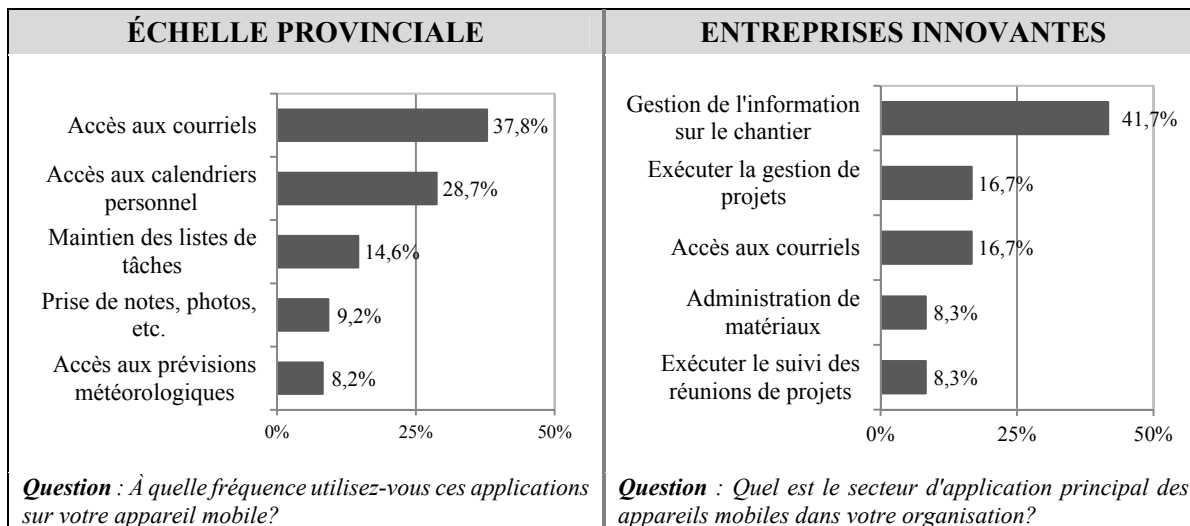 ÉCHELLE PROVINCIALE
Accès aux courriels
37,8%
Accès aux calendriers
personnel
28,7%
Maintien des listes de
tâches
14,6%
Prise de notes, photos,
etc.
9,2%
Accès aux prévisions
météorologiques
8,2%
0% 25% 50%
Question : À quelle fréquence utilisez-vous ces applications
sur votre appareil mobile?
ENTREPRISES INNOVANTES
Gestion de l'information
sur le chantier
41,7%
Exécuter la gestion de
projets
16,7%
Accès aux courriels
16,7%
Administration de
matériaux
8,3%
Exécuter le suivi des
réunions de projets
8,3%
0% 25% 50%
Question : Quel est le secteur d'application principal des
appareils mobiles dans votre organisation?